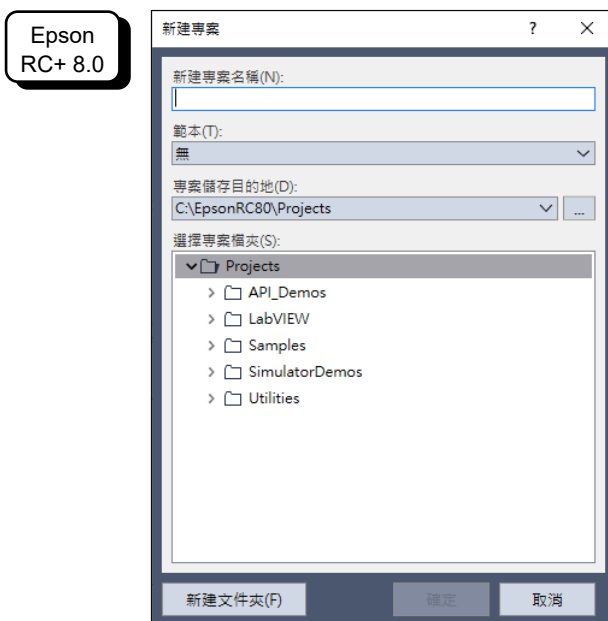 Epson
RC+ 8.0
新建專案
?
新建專案名稱(N):
範本(T):
無
專案儲存目的地(D):
C:\EpsonRC80\Projects
...
選擇專案檔夾(S):
Projects
API_Demos
LabVIEW
Samples
SimulatorDemos
Utilities
新建文件夾(F)
確定
取消